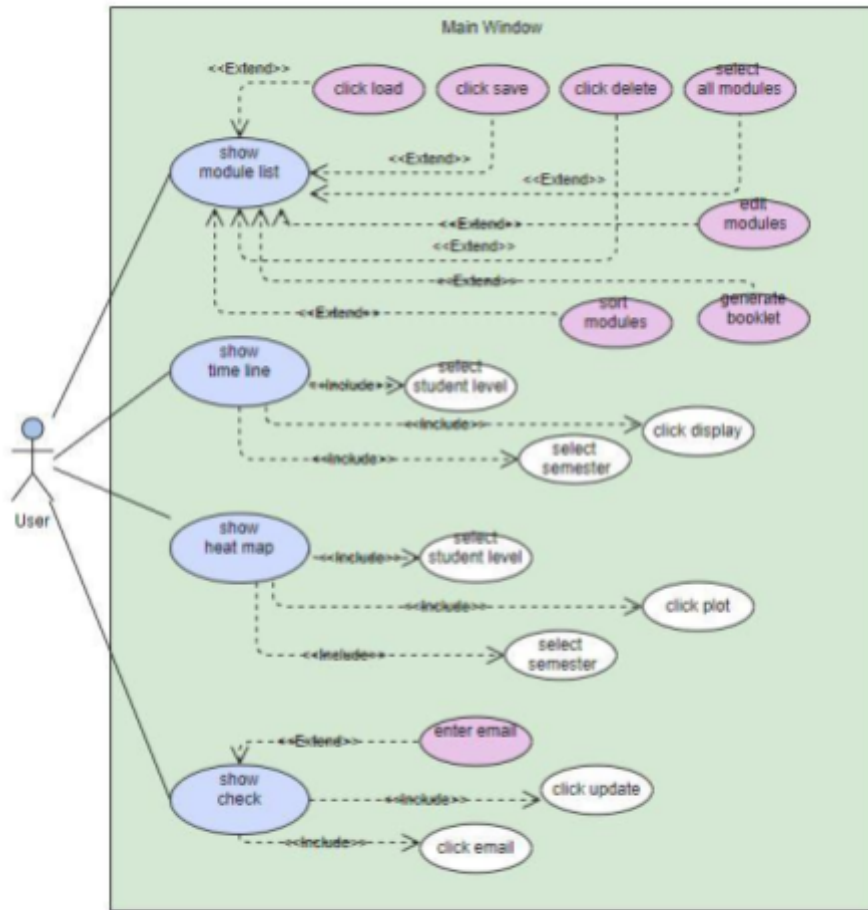 Main Window
<<Extend>>
click load
click save
click delete
select
all modules
show
module list
<<Extend>>
<<Extend>>
edit
modules
<<Extend>>
<<Extend>>
<<Extend>>
generate
booklet
<<Extend>>
sort
modules
show
time line
<<Include>>
select
student level
<<Include>>
click display
<<Include>>
select
semester
User
show
heat map
<<Include>>
select
student level
<<Include>>
click plot
<<Include>>
select
semester
enter email
<<Extend>>
show
check
<<Include>>
click update
<<Include>>
click email